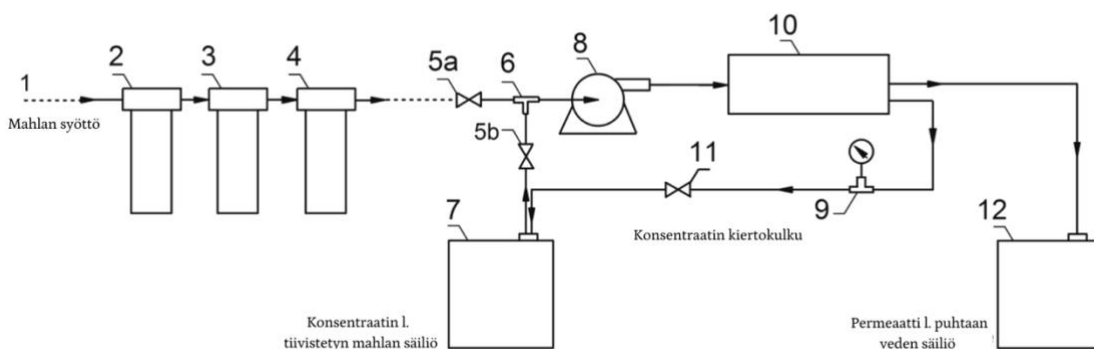 1
Mahlan syöttö
2
3
4
5a
6
8
10
5b
11
9
7
12
Konsentraatin kiertokulku
Konsentraatin l.
tiivistetyn mahlan säiliö
Permeaatti l. puhtaan
veden säiliö